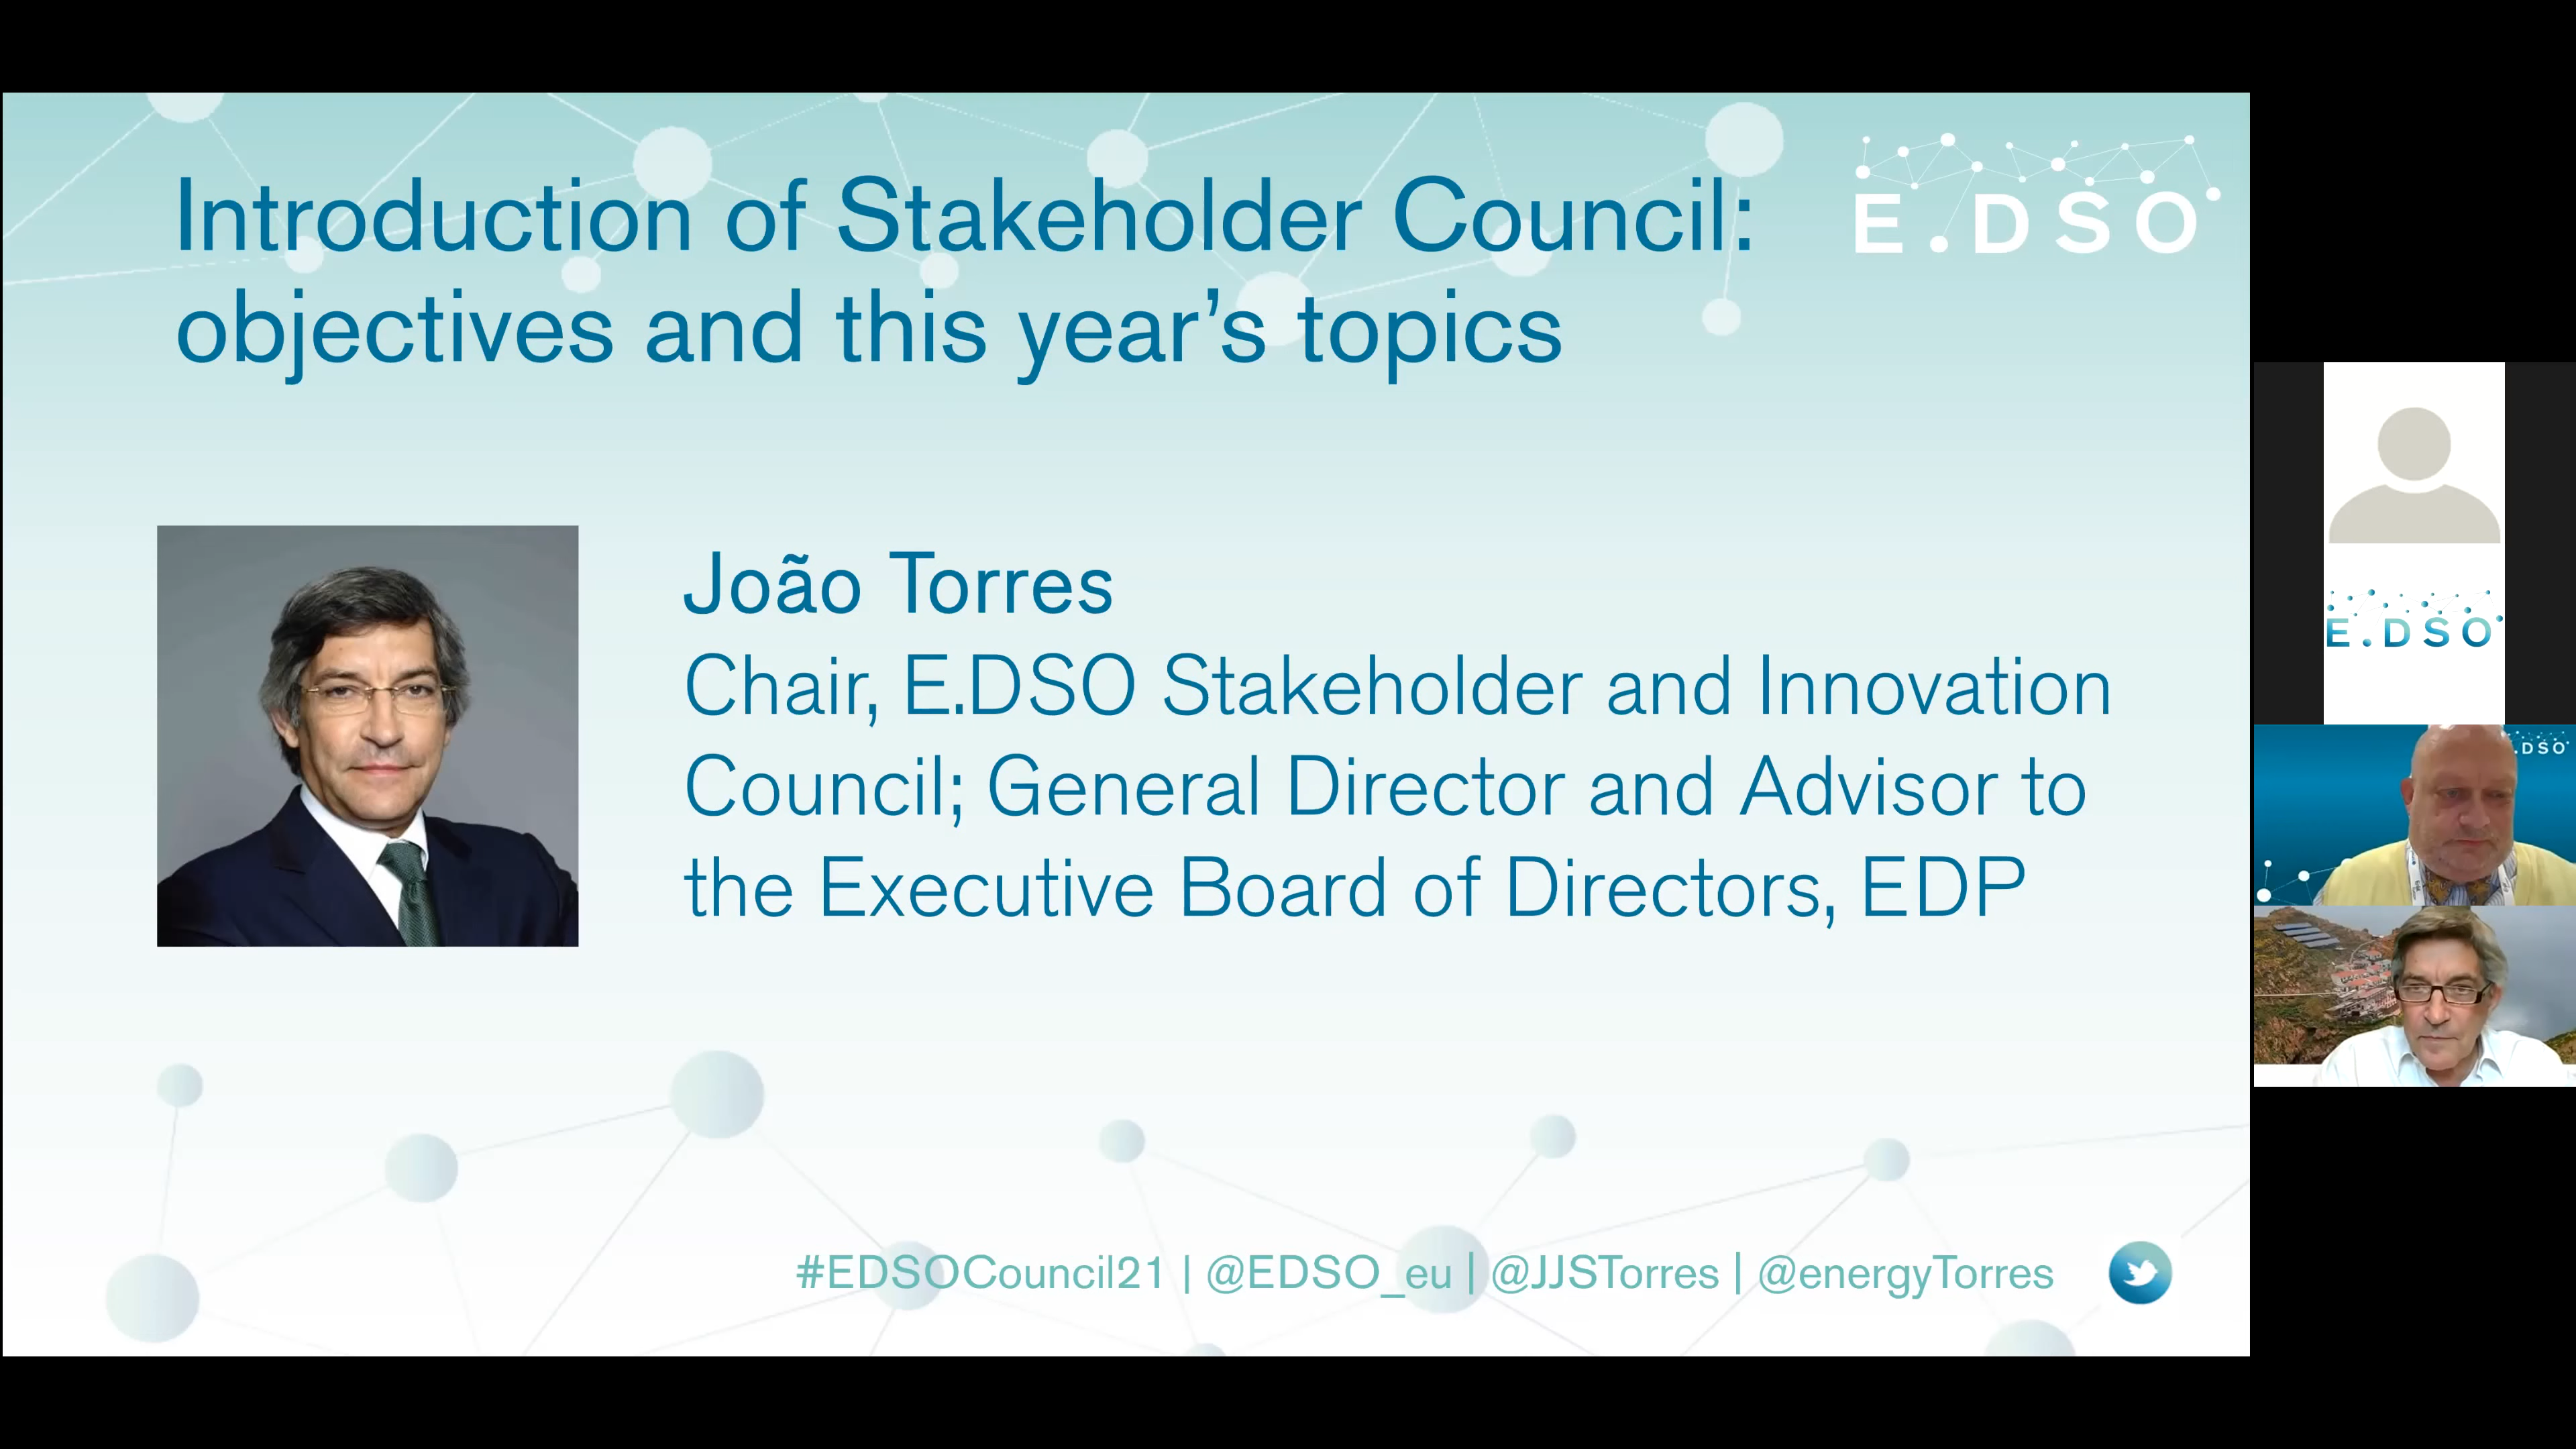 Introduction of Stakeholder Council:
objectives and this year’s topics
E.DSO
João Torres
Chair, E.DSO Stakeholder and Innovation
Council; General Director and Advisor to
the Executive Board of Directors, EDP
#EDSOCouncil21 | @EDSO_eu | @JJSTorres | @energyTorres
E.DSO
.DSO